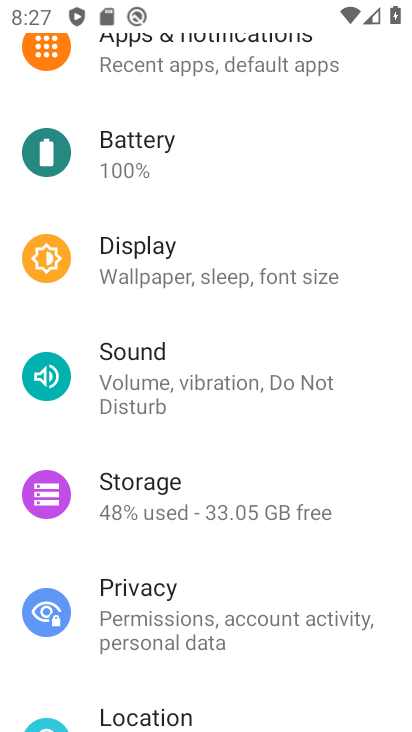 8:27
Apps & notifications
Recent apps, default apps
Battery
100%
Display
Wallpaper, sleep, font size
Sound
Volume, vibration, Do Not
Disturb
Storage
48% used - 33.05 GB free
Privacy
Permissions, account activity,
personal data
Location